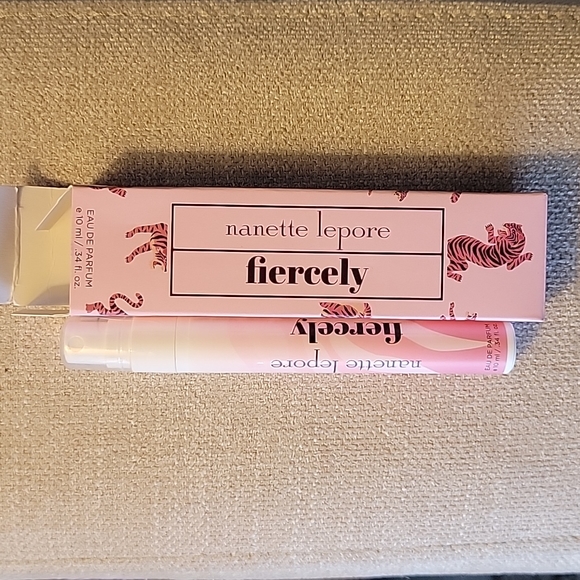 nanette lepore
fiercely
EAU DE PARFUM
e 10 ml / .34 fl. oz.
fiercely
nanette lepore
EAU DE PARFUM